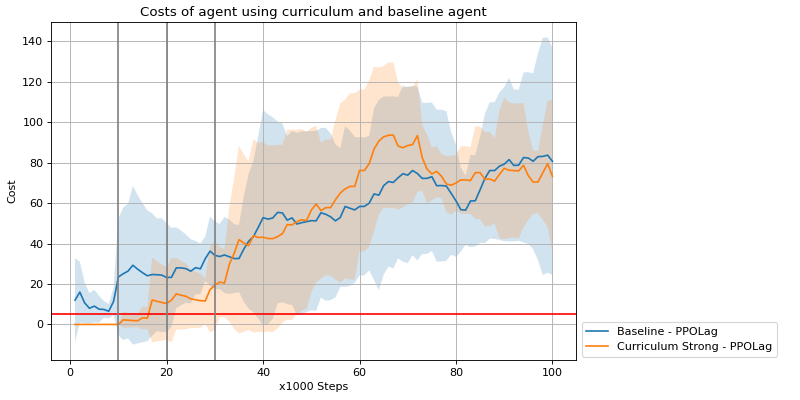 Costs of agent using curriculum and baseline agent
140
120
100
80
60
40
20
0
Cost
0 20 40 60 80 100
x1000 Steps
Baseline - PPOLag
Curriculum Strong - PPOLag